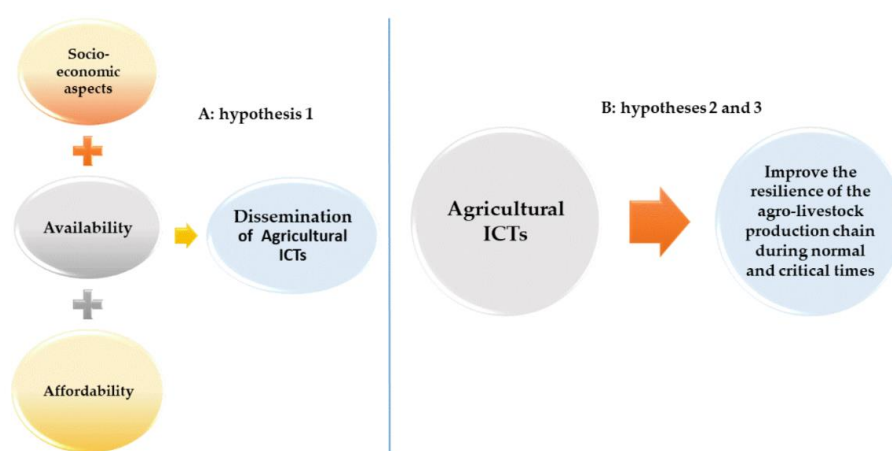 Socio-
economic
aspects
A: hypothesis 1
Availability
Dissemination
of Agricultural
ICTs
Affordability
B: hypotheses 2 and 3
Agricultural
ICTs
Improve the
resilience of the
agro-livestock
production chain
during normal
and critical times